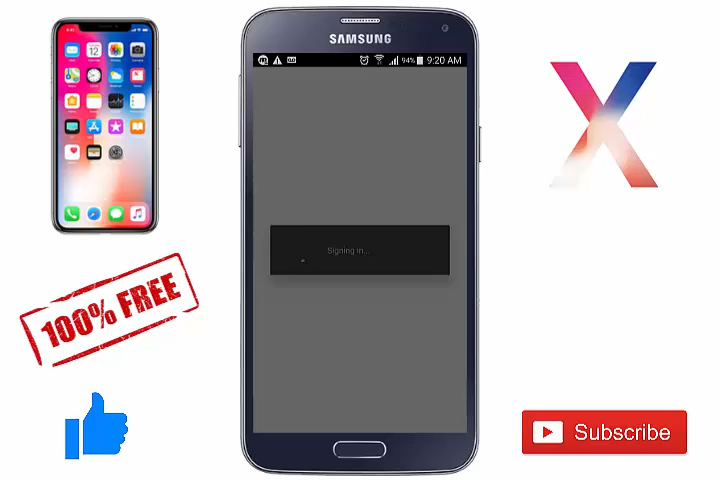 SAMSUNG
94% 9:20 AM
X
Signing in...
100% FREE
Subscribe